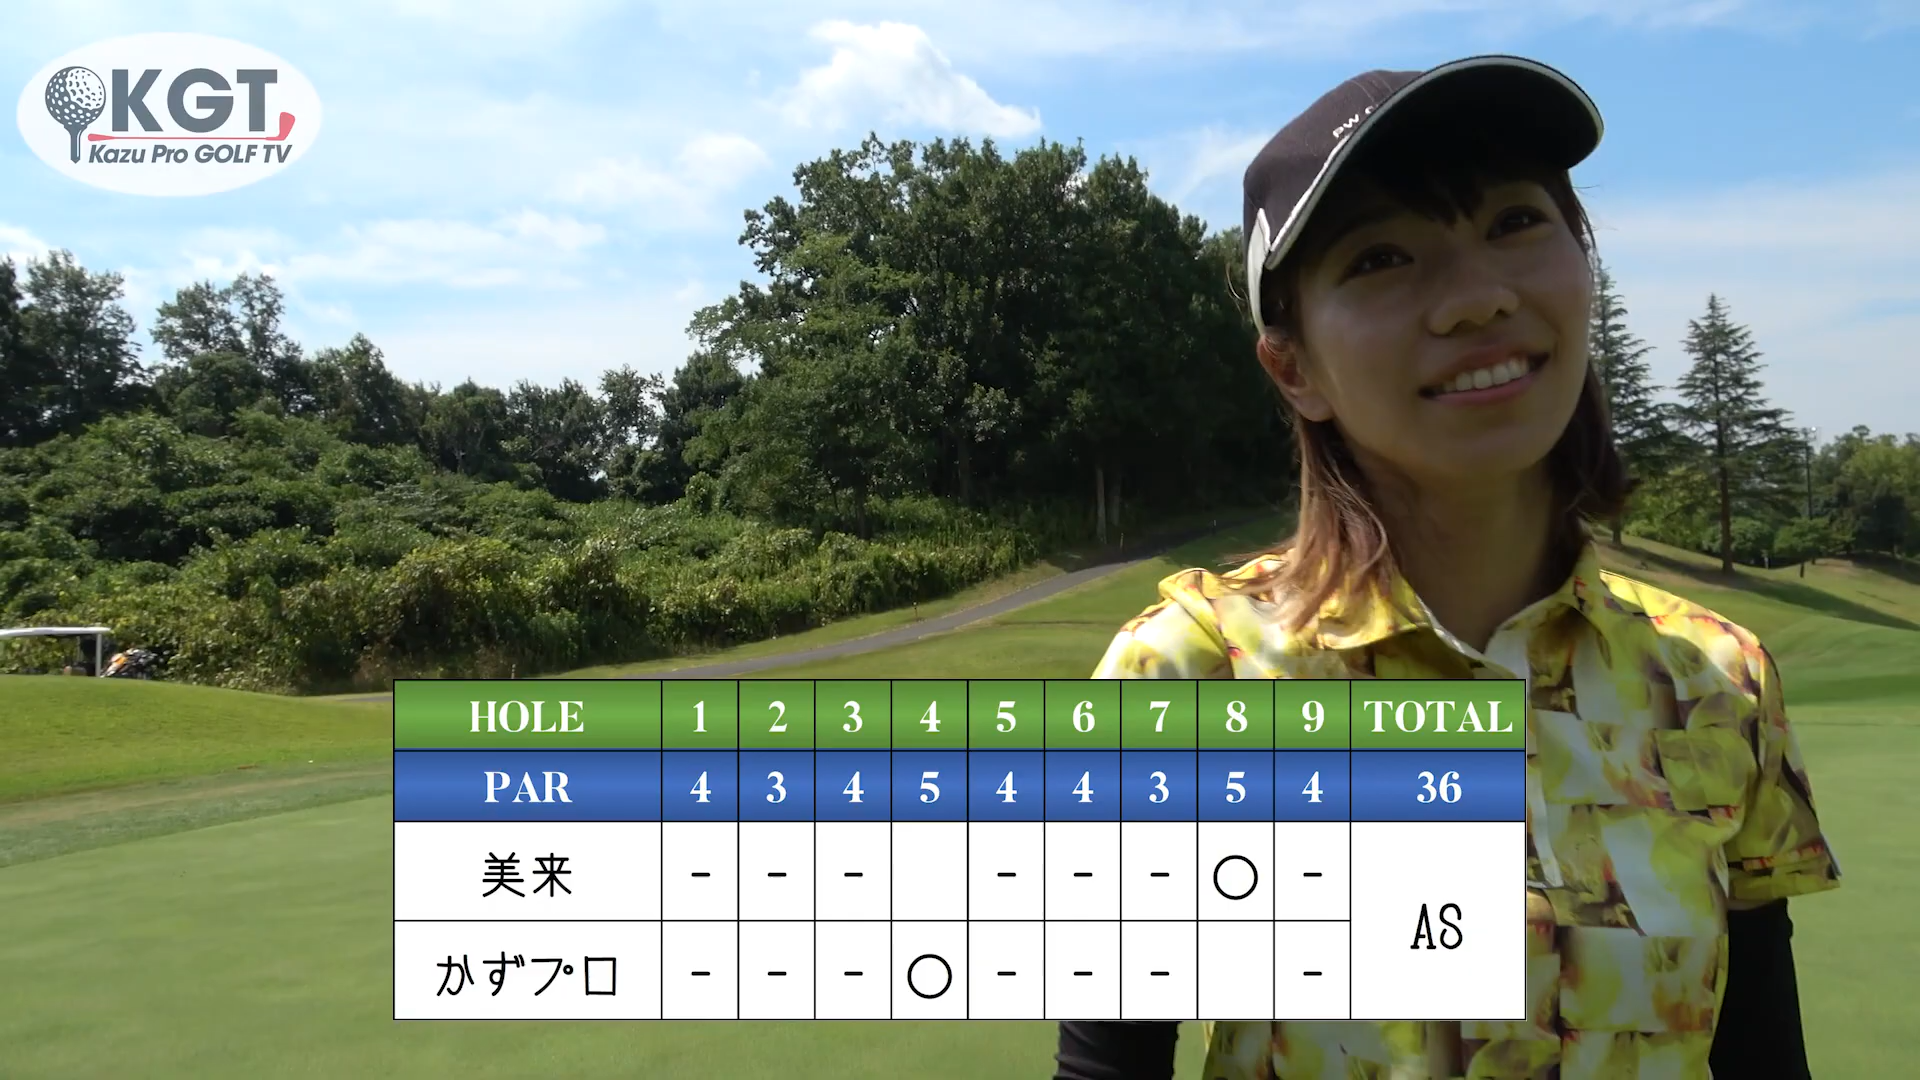 KGT
Kazu Pro GOLF TV
PW
HOLE 1 2 3 4 5 6 7 8 9 TOTAL
PAR 4 3 4 5 4 4 3 5 4 36
美来 - - - - - - ○ -
かずプロ - - - ○ - - - -
AS